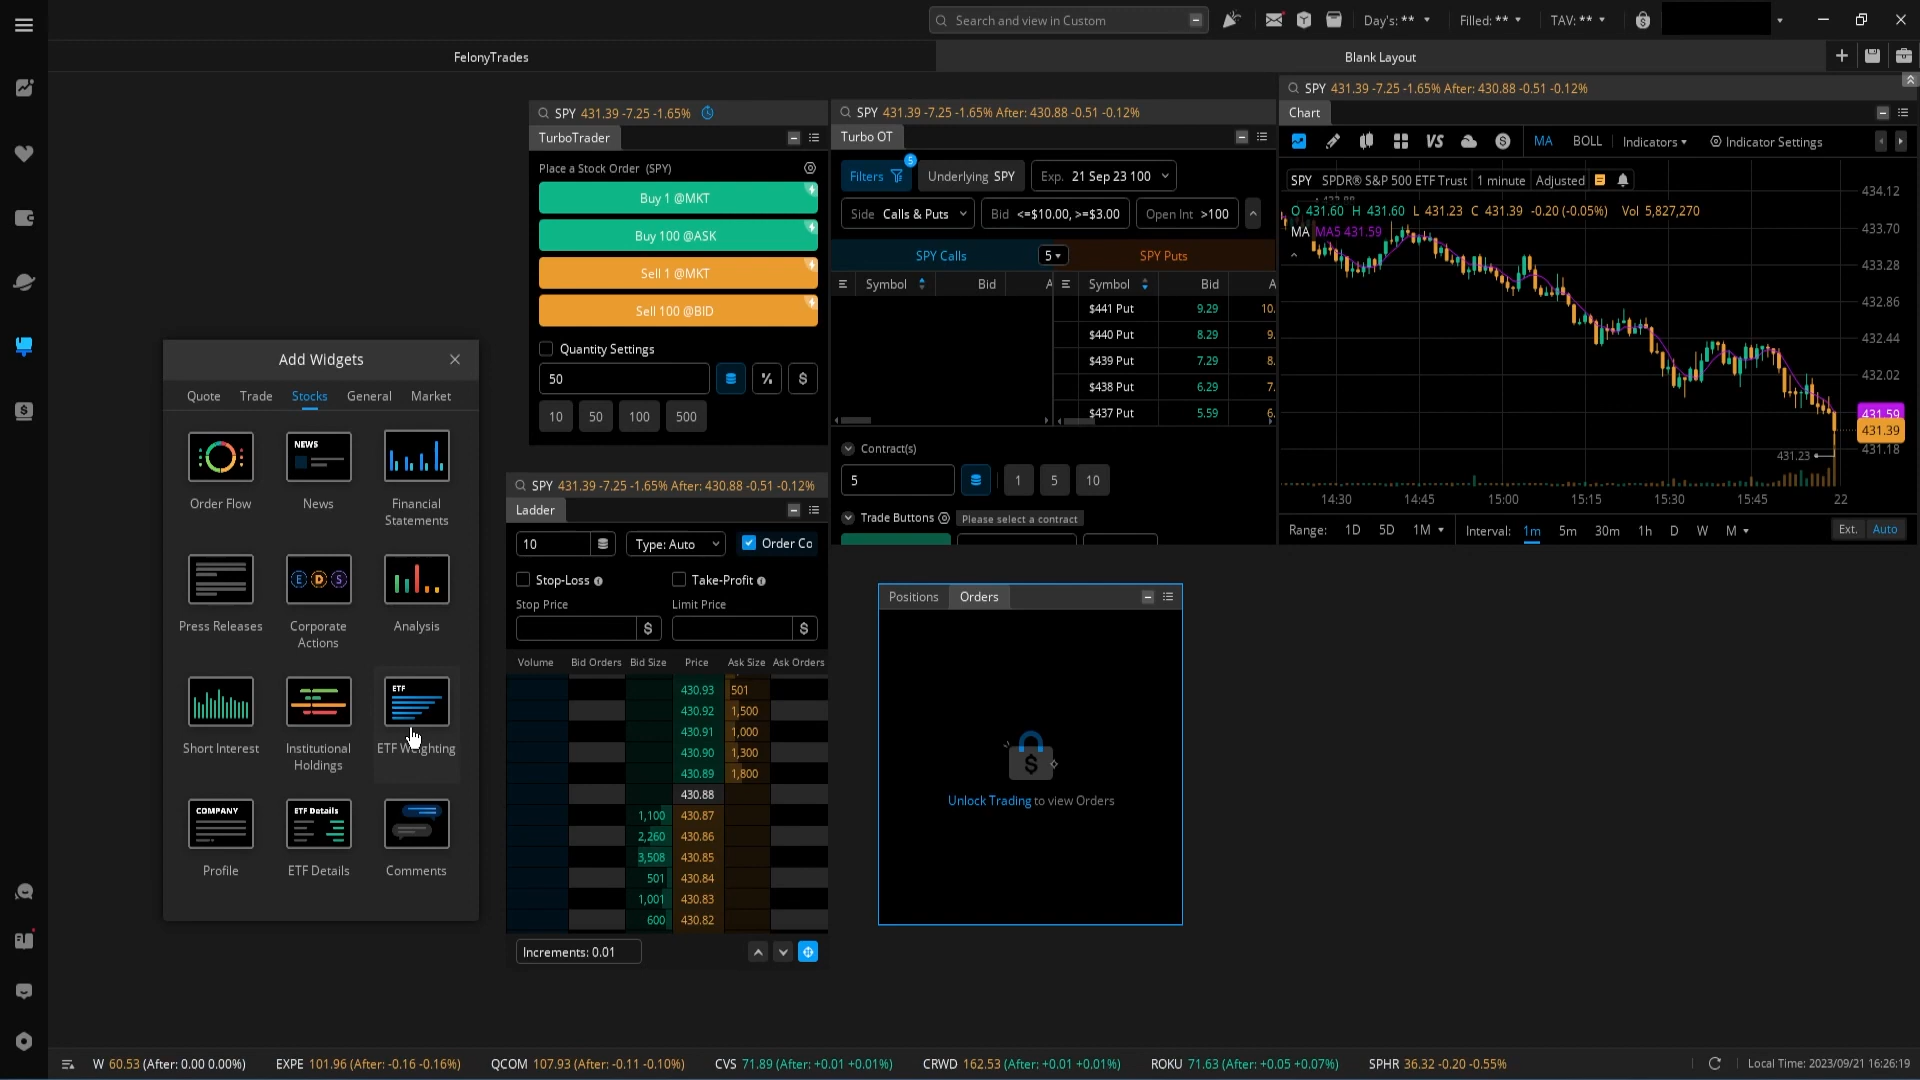 Search and view in Custom
Day's: **
Filled: **
TAV: **
FelonyTrades
Blank Layout
SPY 431.39 -7.25 -1.65%
TurboTrader
Place a Stock Order (SPY)
Buy 1 @MKT
Buy 100 @ASK
Sell 1 @MKT
Sell 100 @BID
Quantity Settings
50
%
$
10
50
100
500
SPY 431.39 -7.25 -1.65% After: 430.88 -0.51 -0.12%
Turbo OT
Filters
5
Underlying SPY
Exp. 21 Sep 23 100
Side Calls & Puts
Bid <=$10.00, >=$3.00
Open Int >100
SPY Calls
5
SPY Puts
Symbol
Bid
A
Symbol
Bid
A
$441 Put 9.29 10.
$440 Put 8.29 9.
$439 Put 7.29 8.
$438 Put 6.29 7.
$437 Put 5.59 6.
Contract(s)
5
1
5
10
Trade Buttons
Please select a contract
SPY 431.39 -7.25 -1.65% After: 430.88 -0.51 -0.12%
Chart
VS
MA
BOLL
Indicators
Indicator Settings
SPY SPDR® S&P 500 ETF Trust 1 minute Adjusted
O 431.60 H 431.60 L 431.23 C 431.39 -0.20 (-0.05%) Vol 5,827,270
MA MA5 431.59
434.12
433.70
433.28
432.86
432.44
432.02
431.59
431.39
431.18
431.23
14:30
14:45
15:00
15:15
15:30
15:45
22
Range: 1D 5D 1M
Interval: 1m 5m 30m 1h D W M
Ext.
Auto
Add Widgets
Quote
Trade
Stocks
General
Market
NEWS
Order Flow
News
Financial
Statements
E D S
Press Releases
Corporate
Actions
Analysis
ETF
Short Interest
Institutional
Holdings
ETF Weighting
COMPANY
ETF Details
Profile
ETF Details
Comments
SPY 431.39 -7.25 -1.65% After: 430.88 -0.51 -0.12%
Ladder
10
Type: Auto
Order Co
Stop-Loss
Take-Profit
Stop Price
Limit Price
$
$
Volume
Bid Orders
Bid Size
Price
Ask Size
Ask Orders
430.93 501
430.92 1,500
430.91 1,000
430.90 1,300
430.89 1,800
430.88
1,100 430.87
2,260 430.86
3,508 430.85
501 430.84
1,001 430.83
600 430.82
Increments: 0.01
Positions
Orders
$
Unlock Trading to view Orders
W 60.53 (After: 0.00 0.00%)
EXPE 101.96 (After: -0.16 -0.16%)
QCOM 107.93 (After: -0.11 -0.10%)
CVS 71.89 (After: +0.01 +0.01%)
CRWD 162.53 (After: +0.01 +0.01%)
ROKU 71.63 (After: +0.05 +0.07%)
SPHR 36.32 -0.20 -0.55%
Local Time: 2023/09/21 16:26:19